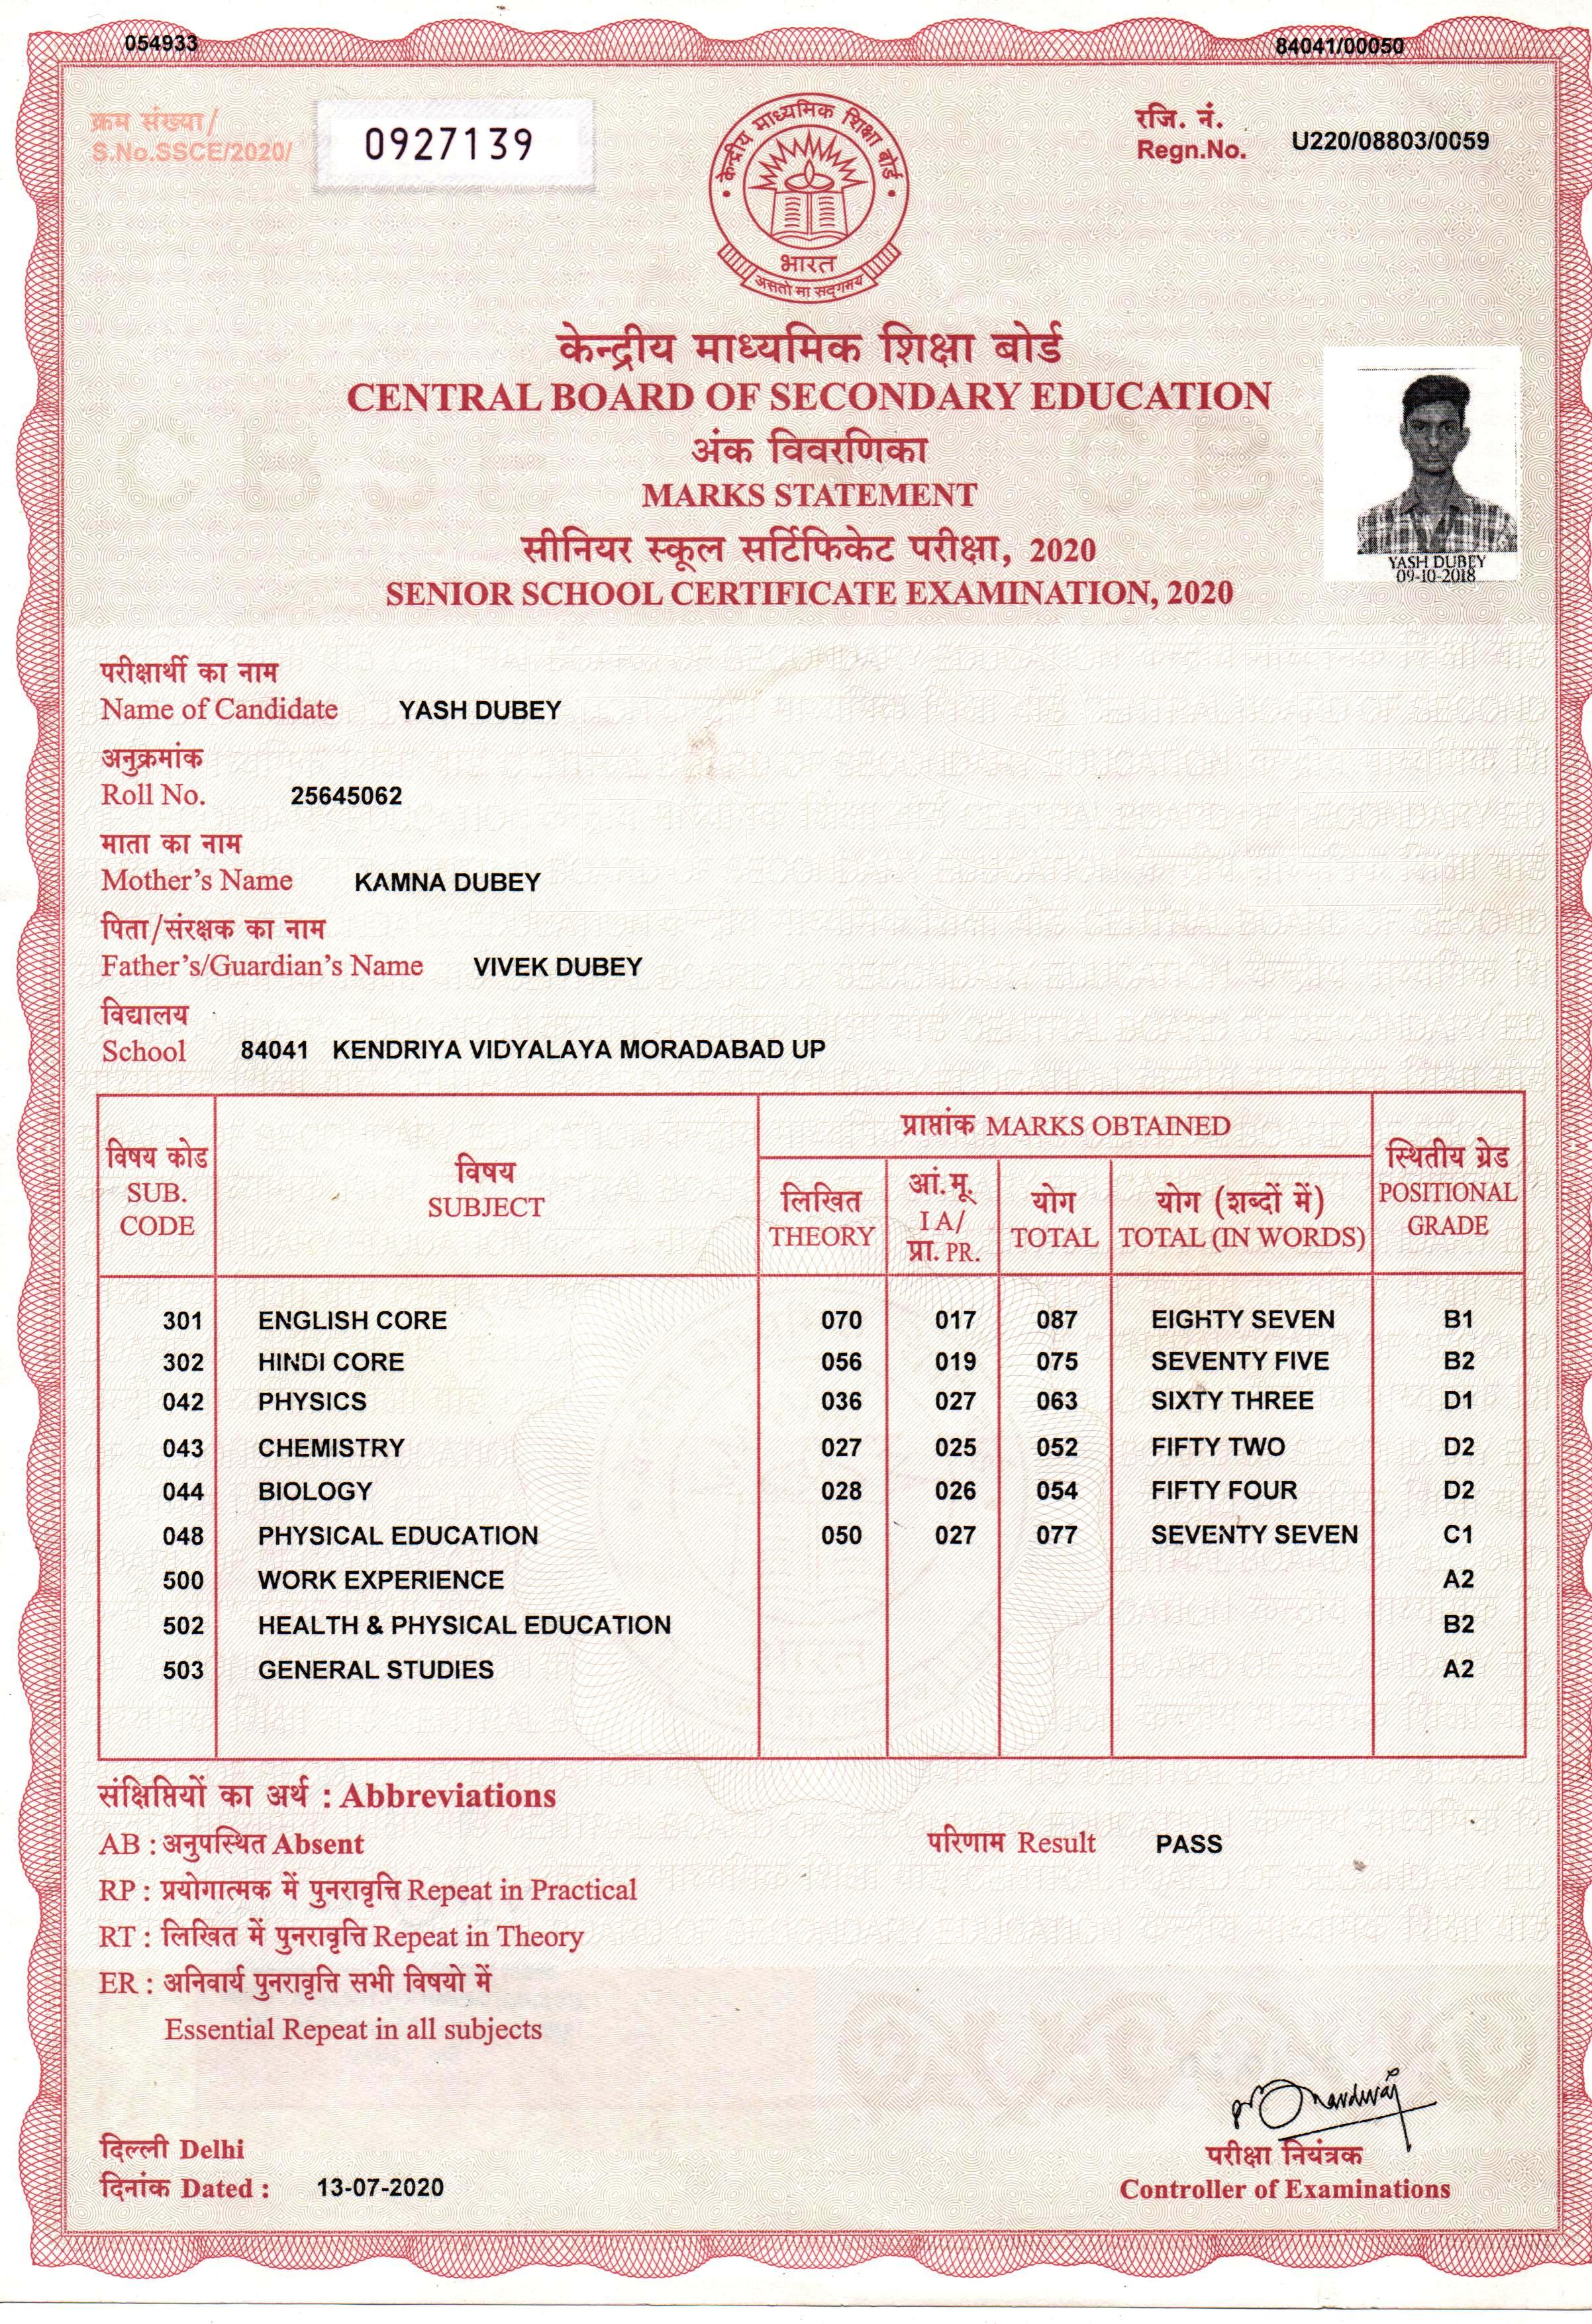 054933
84041/00050
क्रम संख्या/
S.No.SSCE/2020/
0927139
रजि. नं.
Regn.No.
U220/08803/0059
केन्द्रीय माध्यमिक शिक्षा बोर्ड
भारत
असतो मा सद्गमय
केन्द्रीय माध्यमिक शिक्षा बोर्ड
CENTRAL BOARD OF SECONDARY EDUCATION
अंक विवरणिका
MARKS STATEMENT
सीनियर स्कूल सर्टिफिकेट परीक्षा, 2020
SENIOR SCHOOL CERTIFICATE EXAMINATION, 2020
YASH DUBEY
09-10-2018
परीक्षार्थी का नाम
Name of Candidate YASH DUBEY
अनुक्रमांक
Roll No. 25645062
माता का नाम
Mother's Name KAMNA DUBEY
पिता/संरक्षक का नाम
Father's/Guardian's Name VIVEK DUBEY
विद्यालय
School 84041 KENDRIYA VIDYALAYA MORADABAD UP
विषय कोड
SUB.
CODE
विषय
SUBJECT
प्राप्तांक MARKS OBTAINED
लिखित
THEORY
आं.मू.
I A/
प्रा. PR.
योग
TOTAL
योग (शब्दों में)
TOTAL (IN WORDS)
स्थितीय ग्रेड
POSITIONAL
GRADE
301 ENGLISH CORE 070 017 087 EIGHTY SEVEN B1
302 HINDI CORE 056 019 075 SEVENTY FIVE B2
042 PHYSICS 036 027 063 SIXTY THREE D1
043 CHEMISTRY 027 025 052 FIFTY TWO D2
044 BIOLOGY 028 026 054 FIFTY FOUR D2
048 PHYSICAL EDUCATION 050 027 077 SEVENTY SEVEN C1
500 WORK EXPERIENCE A2
502 HEALTH & PHYSICAL EDUCATION B2
503 GENERAL STUDIES A2
संक्षिप्तियों का अर्थ : Abbreviations
AB : अनुपस्थित Absent
परिणाम Result PASS
RP : प्रयोगात्मक में पुनरावृत्ति Repeat in Practical
RT : लिखित में पुनरावृत्ति Repeat in Theory
ER : अनिवार्य पुनरावृत्ति सभी विषयो में
Essential Repeat in all subjects
दिल्ली Delhi
दिनांक Dated : 13-07-2020
परीक्षा नियंत्रक
Controller of Examinations